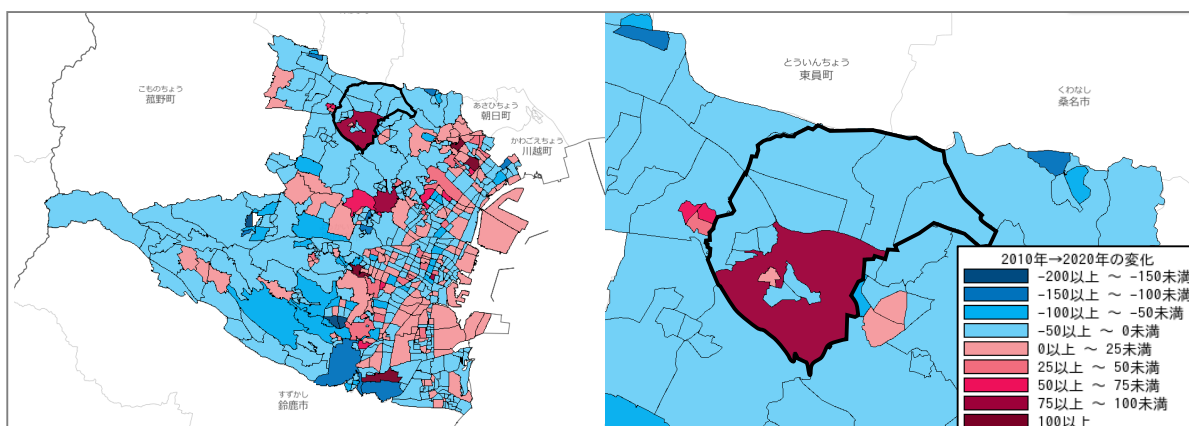 こものちょう
菰野町
あさひちょう
朝日町
かわごえちょう
川越町
すずかし
鈴鹿市
とういんちょう
東員町
くわなし
桑名市
2010年→2020年の変化
-200以上 ～ -150未満
-150以上 ～ -100未満
-100以上 ～ -50未満
-50以上 ～ 0未満
0以上 ～ 25未満
25以上 ～ 50未満
50以上 ～ 75未満
75以上 ～ 100未満
100以上